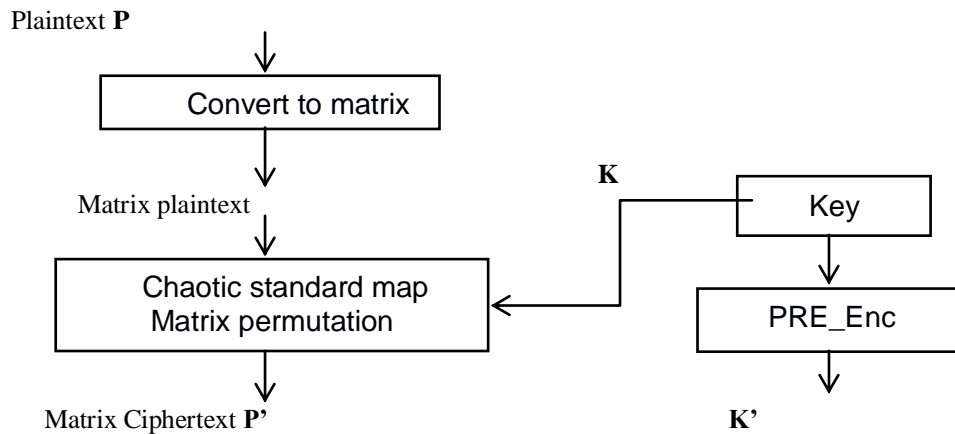 Plaintext P
Convert to matrix
Matrix plaintext
K
Key
Chaotic standard map
Matrix permutation
PRE_Enc
Matrix Ciphertext P’
K’